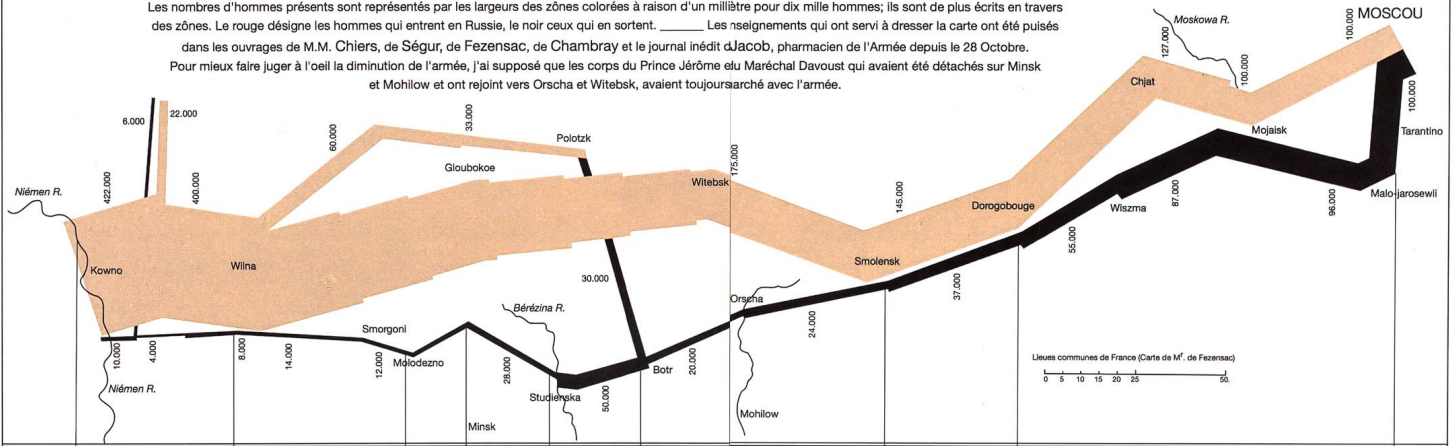 Les nombres d'hommes présents sont représentés par les largeurs des zônes colorées à raison d'un milliètre pour dix mille hommes; ils sont de plus écrits en travers
des zônes. Le rouge désigne les hommes qui entrent en Russie, le noir ceux qui en sortent. ______ Les nseignements qui ont servi à dresser la carte ont été puisés
dans les ouvrages de M.M. Chiers, de Ségur, de Fezensac, de Chambray et le journal inédit dJacob, pharmacien de l'Armée depuis le 28 Octobre.
Pour mieux faire juger à l'oeil la diminution de l'armée, j'ai supposé que les corps du Prince Jérôme edu Maréchal Davoust qui avaient été détachés sur Minsk
et Mohilow et ont rejoint vers Orscha et Witebsk, avaient toujoursarché avec l'armée.
Moskowa R.
100.000
MOSCOU
127.000
100.000
Chjat
100.000
6.000
22.000
60.000
33.000
Polotzk
Mojaisk
Tarantino
Gloubokoe
175.000
Niémen R.
422.000
400.000
Witebsk
145.000
Dorogobouge
Wiszma
87.000
96.000
Malo-jarosewli
Kowno
Wilna
Smolensk
55.000
30.000
37.000
Orscha
Bérézina R.
24.000
Smorgoni
10.000
4.000
8.000
14.000
12.000
Molodezno
28.000
20.000
Botr
Lieues communes de France (Carte de Mr. de Fezensac)
0 5 10 15 20 25 50.
Niémen R.
Studienska
50.000
Mohilow
Minsk